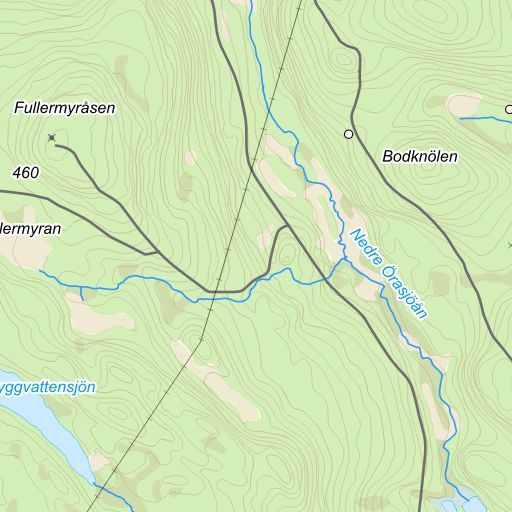 Fullermyråsen
Bodknölen
460
lermyran
Nedre Örasjöån
yggvattensjön